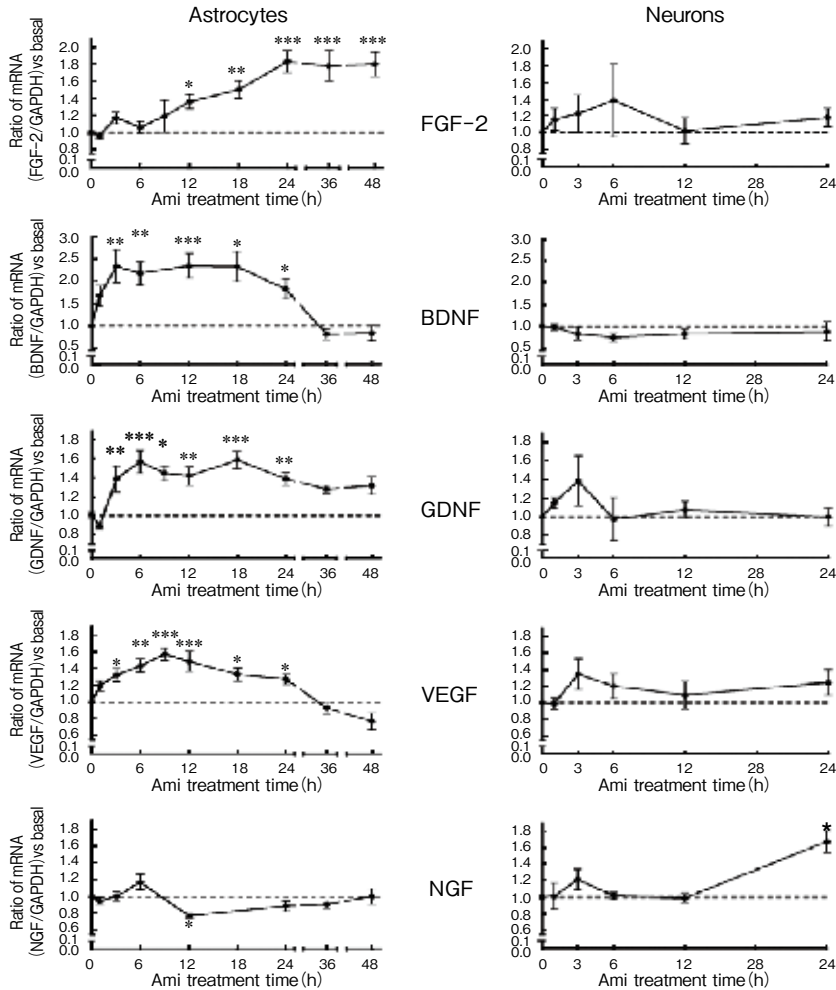 Astrocytes
Neurons
Ratio of mRNA
(FGF-2/GAPDH) vs basal
2.0
1.8
1.6
1.4
1.2
1.0
0.8
0.1
0.0
* ** *** *** ***
0 6 12 18 24 36 48
Ami treatment time (h)
FGF-2
2.0
1.8
1.6
1.4
1.2
1.0
0.8
0.1
0.0
0 3 6 12 28 24
Ami treatment time (h)
Ratio of mRNA
(BDNF/GAPDH) vs basal
3.0
2.5
2.0
1.5
1.0
0.5
0.1
0.0
** ** *** * *
0 6 12 18 24 36 48
Ami treatment time (h)
BDNF
3.0
2.5
2.0
1.5
1.0
0.5
0.1
0.0
0 3 6 12 28 24
Ami treatment time (h)
Ratio of mRNA
(GDNF/GAPDH) vs basal
1.8
1.6
1.4
1.2
1.0
0.8
0.6
0.1
0.0
** *** * ** *** **
0 6 12 18 24 36 48
Ami treatment time (h)
GDNF
1.8
1.6
1.4
1.2
1.0
0.8
0.6
0.1
0.0
0 3 6 12 28 24
Ami treatment time (h)
Ratio of mRNA
(VEGF/GAPDH) vs basal
1.8
1.6
1.4
1.2
1.0
0.8
0.6
0.1
0.0
* ** *** *** * *
0 6 12 18 24 36 48
Ami treatment time (h)
VEGF
1.8
1.6
1.4
1.2
1.0
0.8
0.6
0.1
0.0
0 3 6 12 28 24
Ami treatment time (h)
Ratio of mRNA
(NGF/GAPDH) vs basal
1.8
1.6
1.4
1.2
1.0
0.8
0.6
0.1
0.0
*
0 6 12 18 24 36 48
Ami treatment time (h)
NGF
1.8
1.6
1.4
1.2
1.0
0.8
0.6
0.1
0.0
*
0 3 6 12 28 24
Ami treatment time (h)